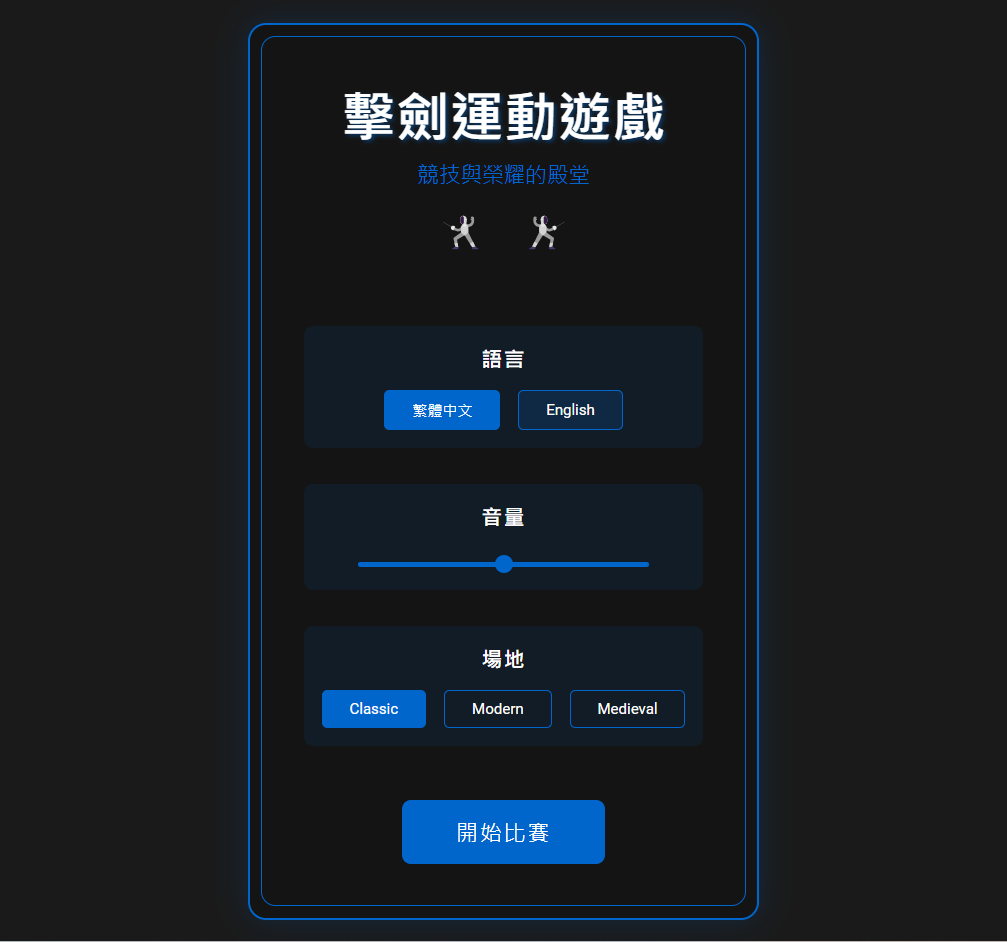 擊劍運動遊戲
競技與榮耀的殿堂
語言
繁體中文 English
音量
場地
Classic Modern Medieval
開始比賽